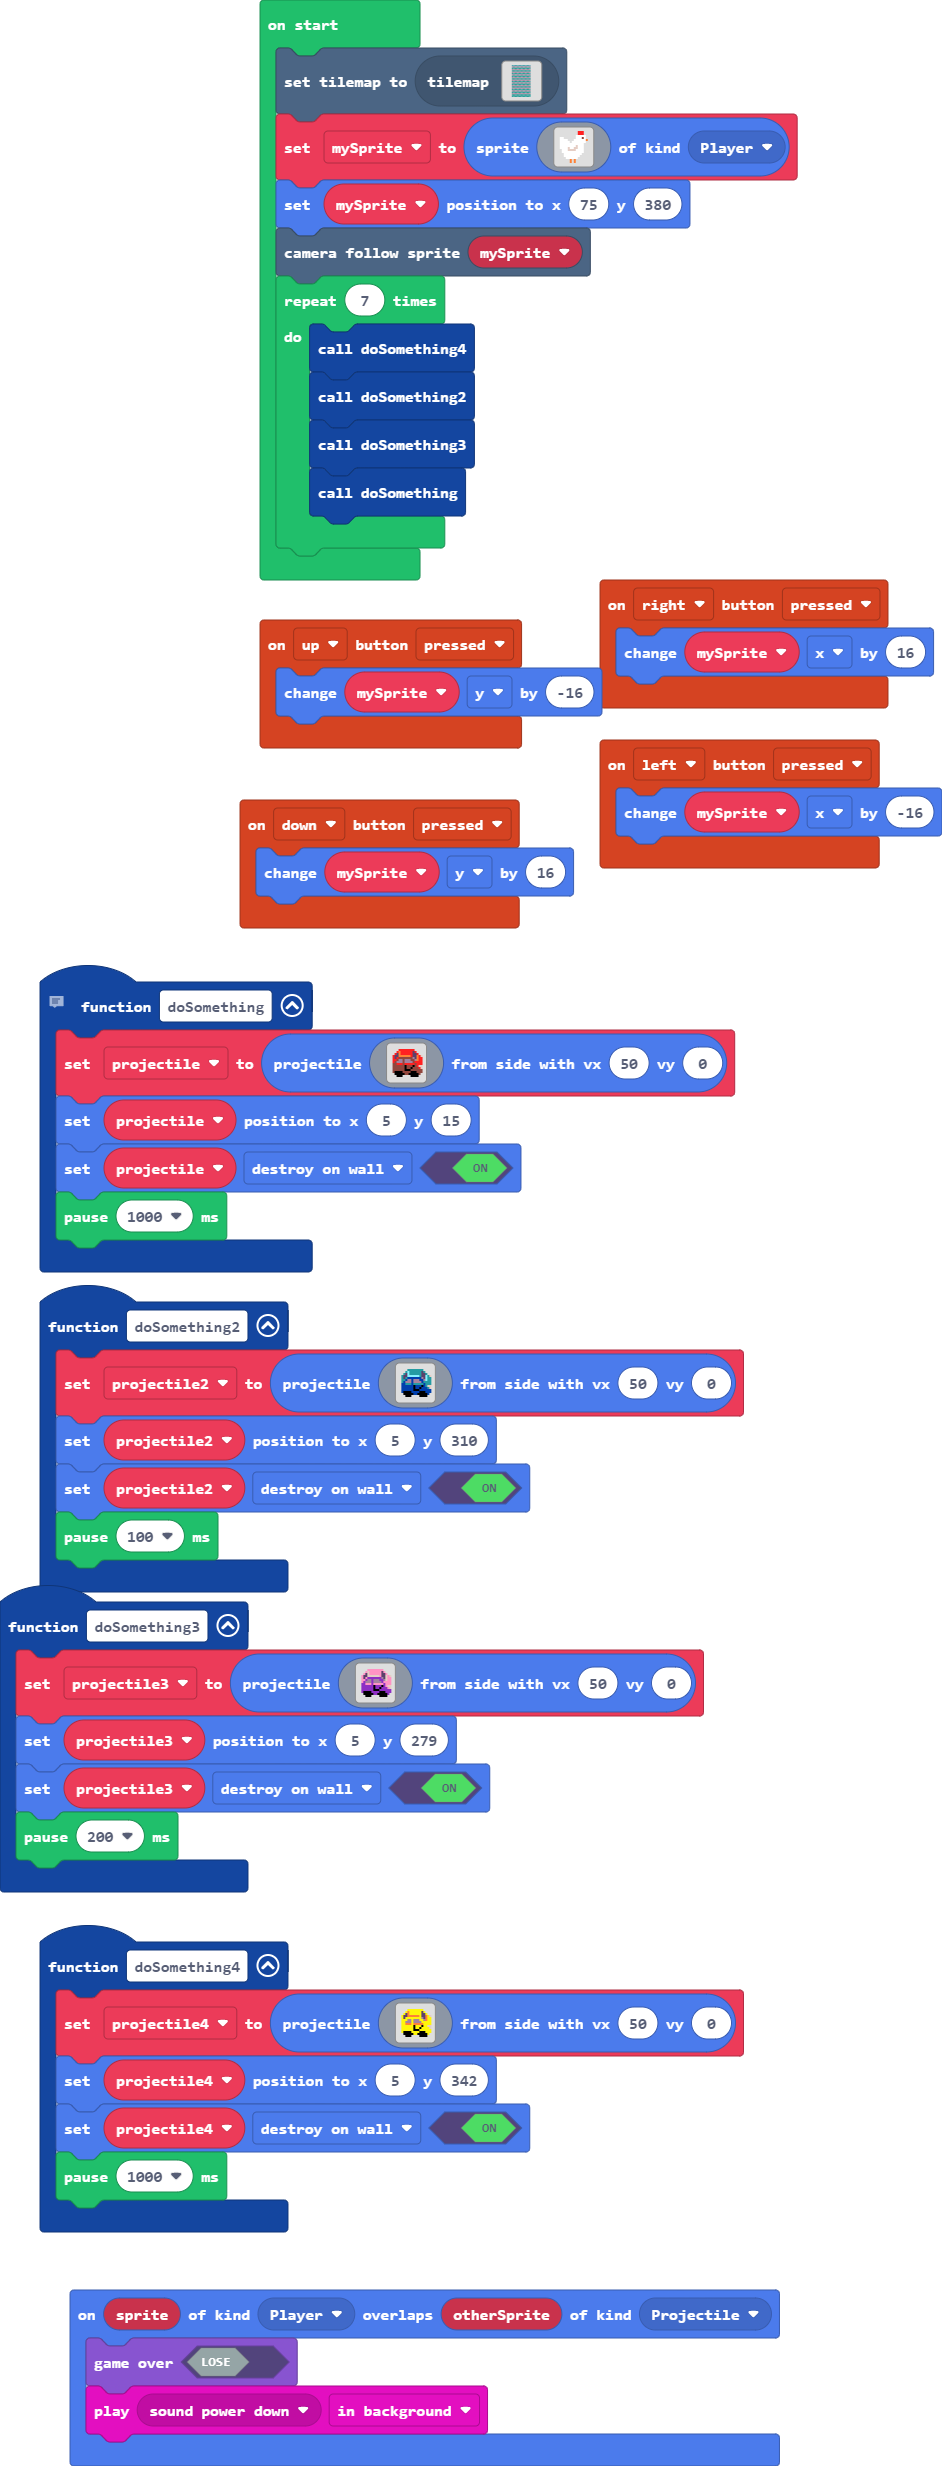 on start
set tilemap to tilemap
set mySprite to sprite of kind Player
set mySprite position to x 75 y 380
camera follow sprite mySprite
repeat 7 times
do
call doSomething4
call doSomething2
call doSomething3
call doSomething
on right button pressed
change mySprite x by 16
on up button pressed
change mySprite y by -16
on left button pressed
change mySprite x by -16
on down button pressed
change mySprite y by 16
function doSomething
set projectile to projectile from side with vx 50 vy 0
set projectile position to x 5 y 15
set projectile destroy on wall ON
pause 1000 ms
function doSomething2
set projectile2 to projectile from side with vx 50 vy 0
set projectile2 position to x 5 y 310
set projectile2 destroy on wall ON
pause 100 ms
function doSomething3
set projectile3 to projectile from side with vx 50 vy 0
set projectile3 position to x 5 y 279
set projectile3 destroy on wall ON
pause 200 ms
function doSomething4
set projectile4 to projectile from side with vx 50 vy 0
set projectile4 position to x 5 y 342
set projectile4 destroy on wall ON
pause 1000 ms
on sprite of kind Player overlaps otherSprite of kind Projectile
game over LOSE
play sound power down in background